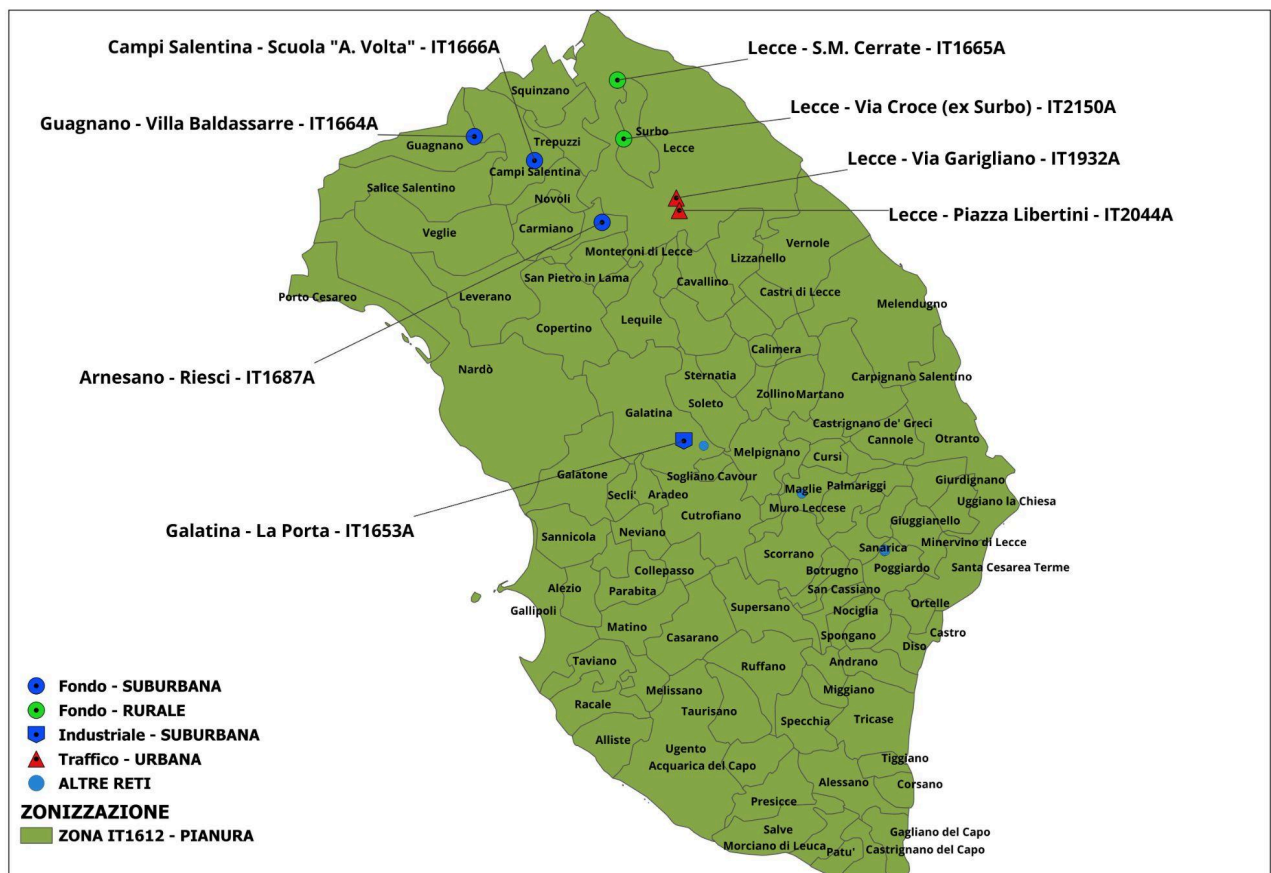 Campi Salentina - Scuola "A. Volta" - IT1666A
Lecce - S.M. Cerrate - IT1665A
Guagnano - Villa Baldassarre - IT1664A
Lecce - Via Croce (ex Surbo) - IT2150A
Lecce - Via Garigliano - IT1932A
Lecce - Piazza Libertini - IT2044A
Arnesano - Riesci - IT1687A
Galatina - La Porta - IT1653A
Squinzano
Surbo
Trepuzzi
Guagnano
Lecce
Campi Salentina
Salice Salentino
Novoli
Carmiano
Veglie
Vernole
Monteroni di Lecce
Lizzanello
San Pietro in Lama
Cavallino
Castri di Lecce
Porto Cesareo
Leverano
Melendugno
Lequile
Copertino
Calimera
Nardò
Sternatia
Carpignano Salentino
Zollino
Martano
Soleto
Galatina
Castrignano de' Greci
Cannole
Otranto
Melpignano
Cursi
Galatone
Sogliano Cavour
Giurdignano
Secli'
Aradeo
Maglie
Palmariggi
Uggiano la Chiesa
Muro Leccese
Cutrofiano
Giuggianello
Neviano
Sannicola
Minervino di Lecce
Scorrano
Sanarica
Collepasso
Botrugno
Poggiardo
Santa Cesarea Terme
Alezio
Parabita
San Cassiano
Gallipoli
Supersano
Nociglia
Ortelle
Matino
Casarano
Spongano
Castro
Diso
Taviano
Ruffano
Andrano
Melissano
Miggiano
Racale
Taurisano
Specchia
Tricase
Alliste
Ugento
Acquarica del Capo
Tiggiano
Alessano
Corsano
Presicce
Salve
Gagliano del Capo
Morciano di Leuca
Patu'
Castrignano del Capo
Fondo - SUBURBANA
Fondo - RURALE
Industriale - SUBURBANA
Traffico - URBANA
ALTRE RETI
ZONIZZAZIONE
ZONA IT1612 - PIANURA